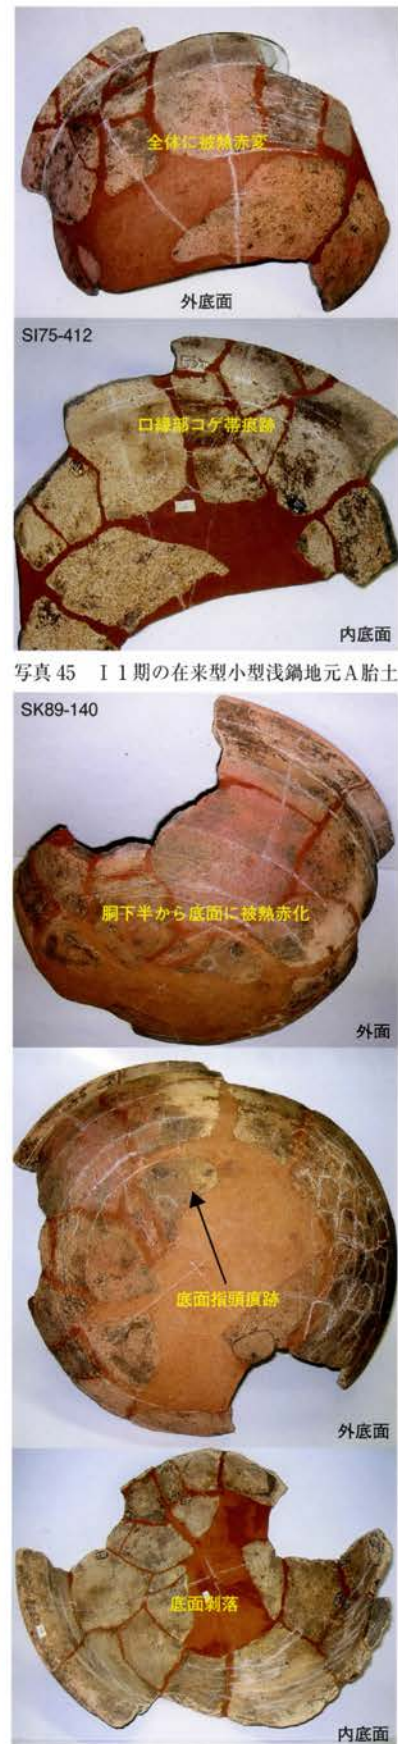 全体に被熱赤変
外底面
SI75-412
口縁部コゲ帯痕跡
内底面
写真45　Ⅰ1期の在来型小型浅鍋地元A胎土
SK89-140
胴下半から底面に被熱赤化
外面
底面指頭痕跡
外底面
底面剝落
内底面